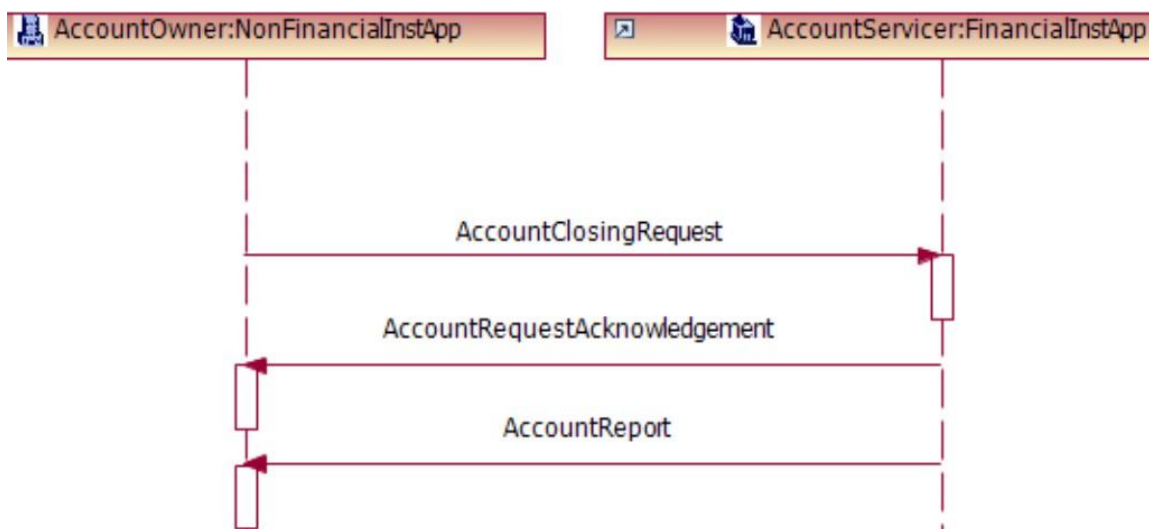 AccountOwner:NonFinancialInstApp
AccountServicer:FinancialInstApp
AccountClosingRequest
AccountRequestAcknowledgement
AccountReport